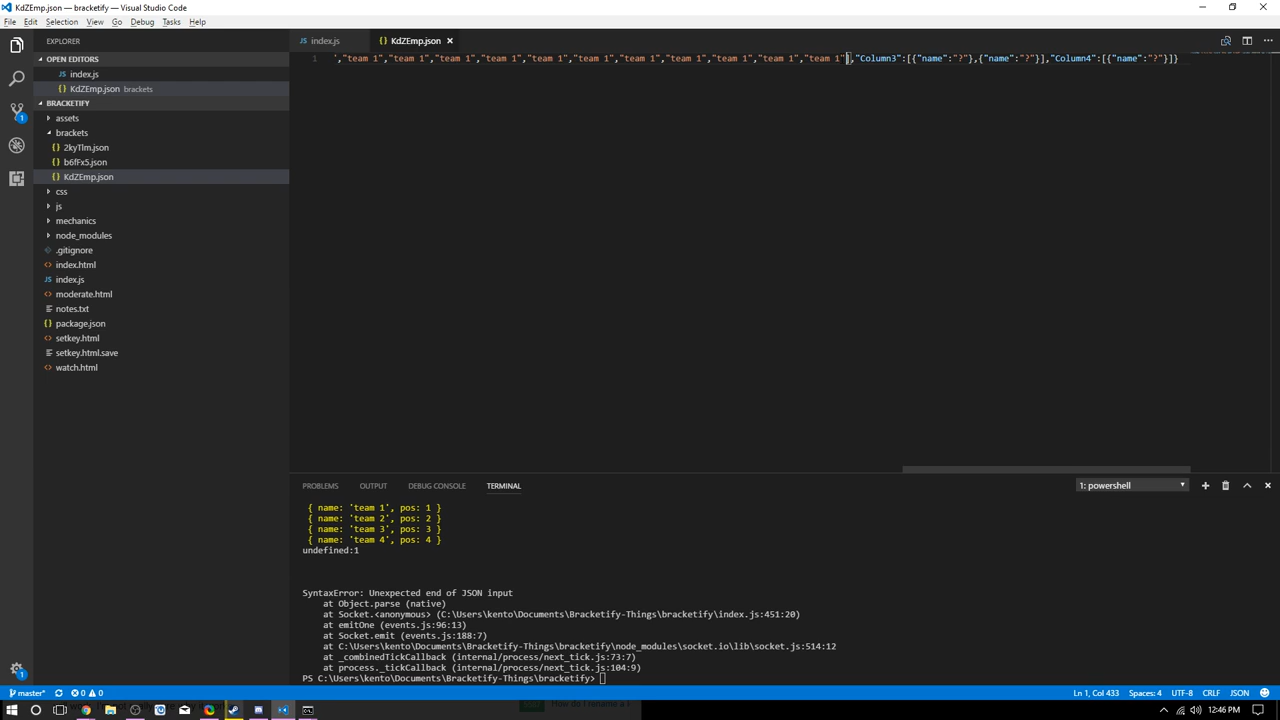 KdZEmp.json — bracketify — Visual Studio Code
File Edit Selection View Go Debug Tasks Help
EXPLORER
index.js
KdZEmp.json
OPEN EDITORS
index.js
KdZEmp.json brackets
BRACKETIFY
assets
brackets
2kyTlm.json
b6fFx5.json
KdZEmp.json
css
js
mechanics
node_modules
.gitignore
index.html
index.js
moderate.html
notes.txt
package.json
setkey.html
setkey.html.save
watch.html
1 ","team 1","team 1","team 1","team 1","team 1","team 1","team 1","team 1","team 1","team 1","team 1"],"Column3":[{"name":"?"},{"name":"?"}],"Column4":[{"name":"?"}]}
PROBLEMS OUTPUT DEBUG CONSOLE TERMINAL
1: powershell
{ name: 'team 1', pos: 1 }
{ name: 'team 2', pos: 2 }
{ name: 'team 3', pos: 3 }
{ name: 'team 4', pos: 4 }
undefined:1
SyntaxError: Unexpected end of JSON input
at Object.parse (native)
at Socket.<anonymous> (C:\Users\kento\Documents\Bracketify-Things\bracketify\index.js:451:20)
at emitOne (events.js:96:13)
at Socket.emit (events.js:188:7)
at C:\Users\kento\Documents\Bracketify-Things\bracketify\node_modules\socket.io\lib\socket.js:514:12
at _combinedTickCallback (internal/process/next_tick.js:73:7)
at process._tickCallback (internal/process/next_tick.js:104:9)
PS C:\Users\kento\Documents\Bracketify-Things\bracketify>
master* 0 0
Ln 1, Col 433 Spaces: 4 UTF-8 CRLF JSON
12:46 PM